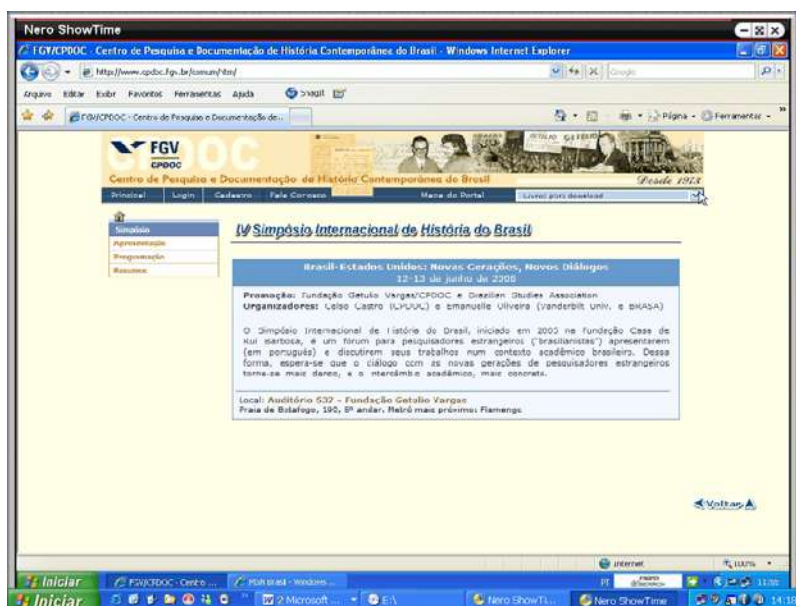 Nero ShowTime
FGV/CPDOC - Centro de Pesquisa e Documentação de História Contemporânea do Brasil - Windows Internet Explorer
http://www.cpdoc.fgv.br/comum/htm/
Google
Arquivo Editar Exibir Favoritos Ferramentas Ajuda SnagIt
FGV/CPDOC - Centro de Pesquisa e Documentação de...
Página Ferramentas
FGV
CPDOC
Centro de Pesquisa e Documentação de História Contemporânea do Brasil
Desde 1973
Principal Login Cadastro Fale Conosco Mapa do Portal Livros para download
Simpósio
Apresentação
Programação
Resumos
IV Simpósio Internacional de História do Brasil
Brasil-Estados Unidos: Novas Gerações, Novos Diálogos
12-13 de junho de 2006
Promoção: Fundação Getulio Vargas/CPDOC e Brazilian Studies Association
Organizadores: Celso Castro (CPDOC) e Emanuelle Oliveira (Vanderbilt Univ. e BRASA)
O Simpósio Internacional de História do Brasil, iniciado em 2003 na Fundação Casa de
Rui Barbosa, é um fórum para pesquisadores estrangeiros ("brasilianistas") apresentarem
(em português) e discutirem seus trabalhos num contexto acadêmico brasileiro. Dessa
forma, espera-se que o diálogo com as novas gerações de pesquisadores estrangeiros
torne-se mais denso, e o intercâmbio acadêmico, mais concreto.
Local: Auditório 532 - Fundação Getulio Vargas
Praia de Botafogo, 190, 5º andar. Metrô mais próximo: Flamengo
Voltar
Internet 100%
Iniciar FGV/CPDOC - Centro ... PT
Iniciar 2 Microsoft ... E:\ Nero ShowTi... Nero ShowTime 14:18